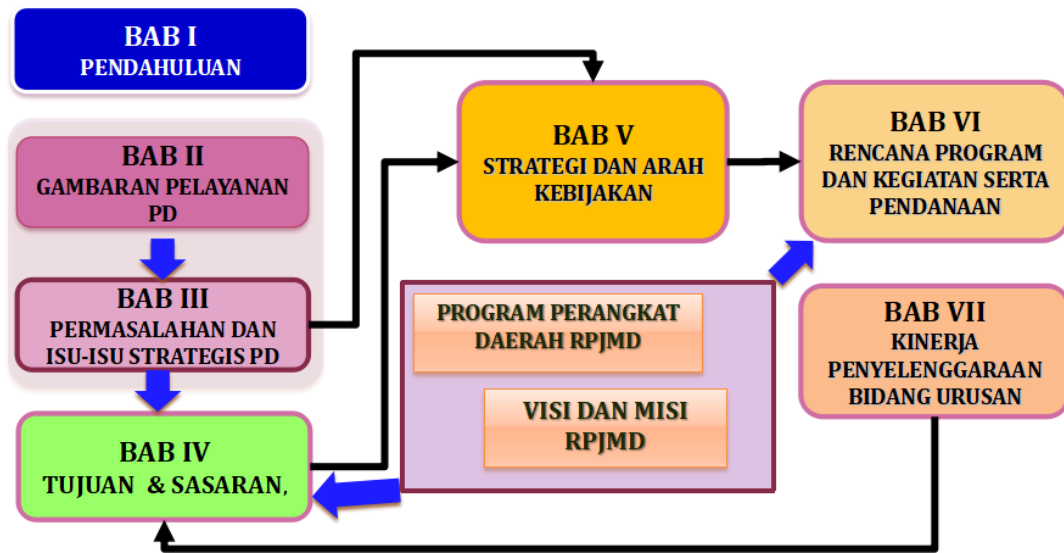 BAB I
PENDAHULUAN
BAB II
GAMBARAN PELAYANAN
PD
BAB III
PERMASALAHAN DAN
ISU-ISU STRATEGIS PD
BAB IV
TUJUAN & SASARAN,
BAB V
STRATEGI DAN ARAH
KEBIJAKAN
BAB VI
RENCANA PROGRAM
DAN KEGIATAN SERTA
PENDANAAN
PROGRAM PERANGKAT
DAERAH RPJMD
VISI DAN MISI
RPJMD
BAB VII
KINERJA
PENYELENGGARAAN
BIDANG URUSAN